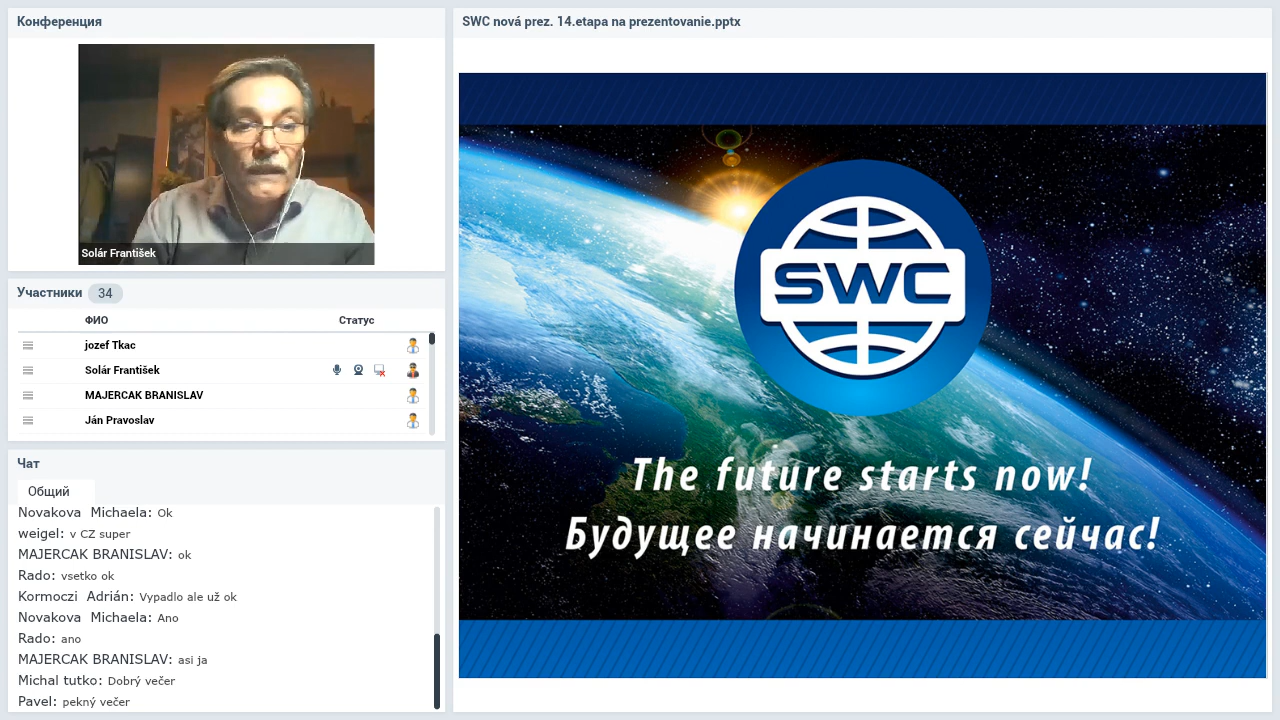 Конференция
Solár František
Участники 34
ФИО Статус
jozef Tkac
Solár František
MAJERCAK BRANISLAV
Ján Pravoslav
Чат
Общий
Novakova Michaela: Ok
weigel: v CZ super
MAJERCAK BRANISLAV: ok
Rado: vsetko ok
Kormoczi Adrián: Vypadlo ale už ok
Novakova Michaela: Ano
Rado: ano
MAJERCAK BRANISLAV: asi ja
Michal tutko: Dobrý večer
Pavel: pekný večer
SWC nová prez. 14.etapa na prezentovanie.pptx
SWC
The future starts now!
Будущее начинается сейчас!